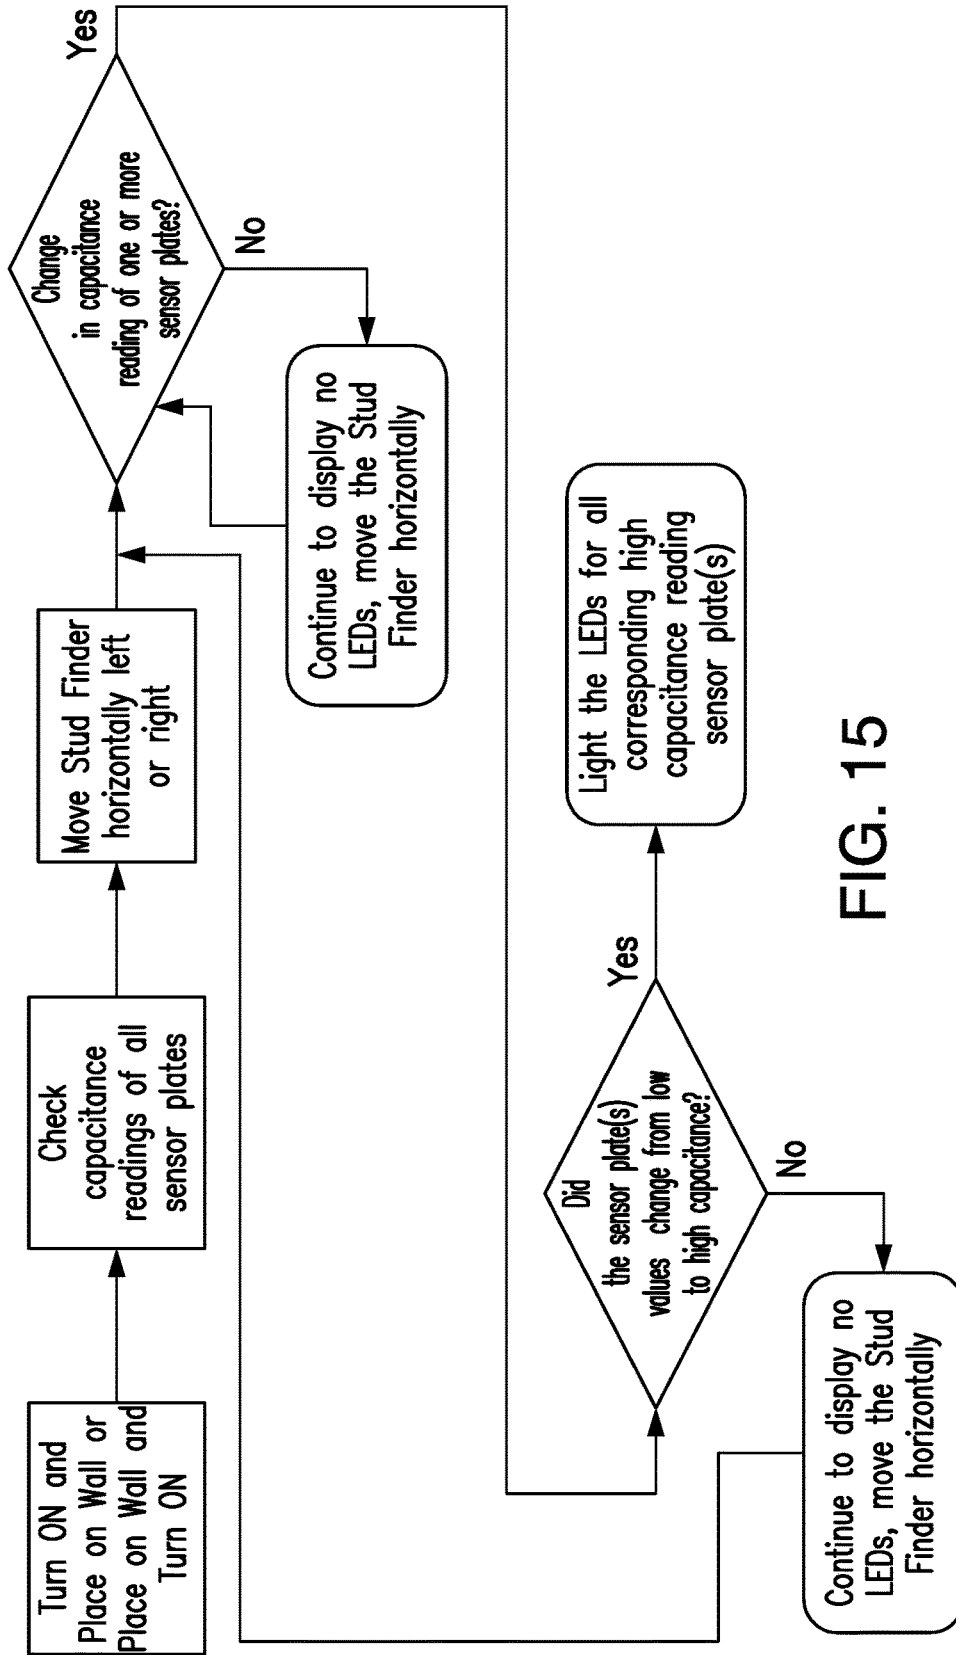 Turn ON and
Place on Wall or
Place on Wall and
Turn ON
Check
capacitance
readings of all
sensor plates
Move Stud Finder
horizontally left
or right
Change
in capacitance
reading of one or more
sensor plates?
Yes
No
Continue to display no
LEDs, move the Stud
Finder horizontally
Did
the sensor plate(s)
values change from low
to high capacitance?
Yes
No
Light the LEDs for all
corresponding high
capacitance reading
sensor plate(s)
Continue to display no
LEDs, move the Stud
Finder horizontally
FIG. 15